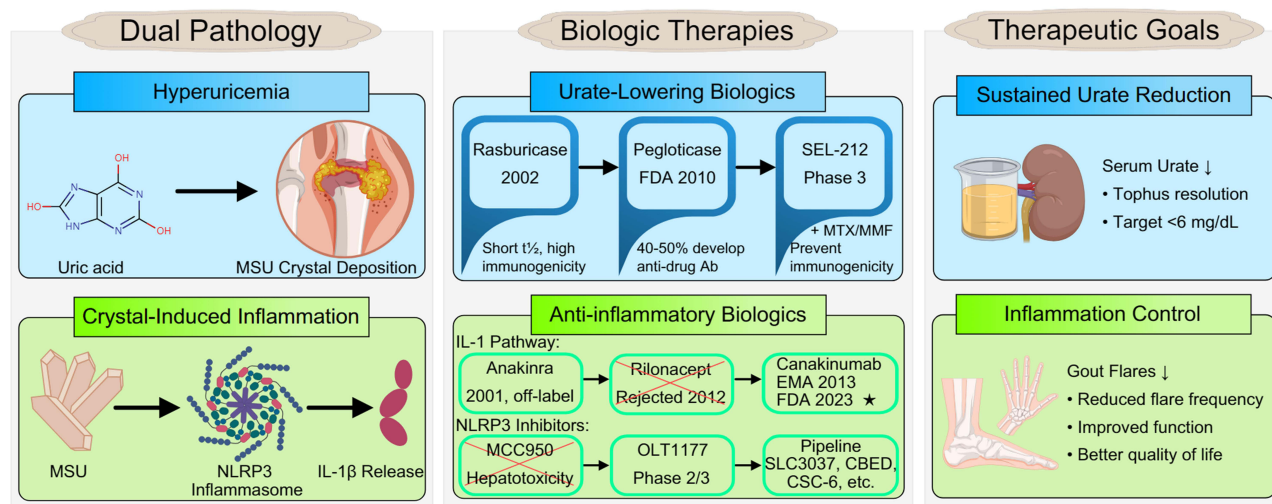 Dual Pathology
Hyperuricemia
OH
N
N
HO
HN
N
OH
Uric acid
MSU Crystal Deposition
Crystal-Induced Inflammation
MSU
NLRP3
Inflammasome
IL-1β Release
Biologic Therapies
Urate-Lowering Biologics
Rasburicase
2002
Short t½, high
immunogenicity
Pegloticase
FDA 2010
40-50% develop
anti-drug Ab
SEL-212
Phase 3
+ MTX/MMF
Prevent
immunogenicity
Anti-inflammatory Biologics
IL-1 Pathway:
Anakinra
2001, off-label
Rilonacept
Rejected 2012
Canakinumab
EMA 2013
FDA 2023 ★
NLRP3 Inhibitors:
MCC950
Hepatotoxicity
OLT1177
Phase 2/3
Pipeline
SLC3037, CBED,
CSC-6, etc.
Therapeutic Goals
Sustained Urate Reduction
Serum Urate ↓
• Tophus resolution
• Target <6 mg/dL
Inflammation Control
Gout Flares ↓
• Reduced flare frequency
• Improved function
• Better quality of life